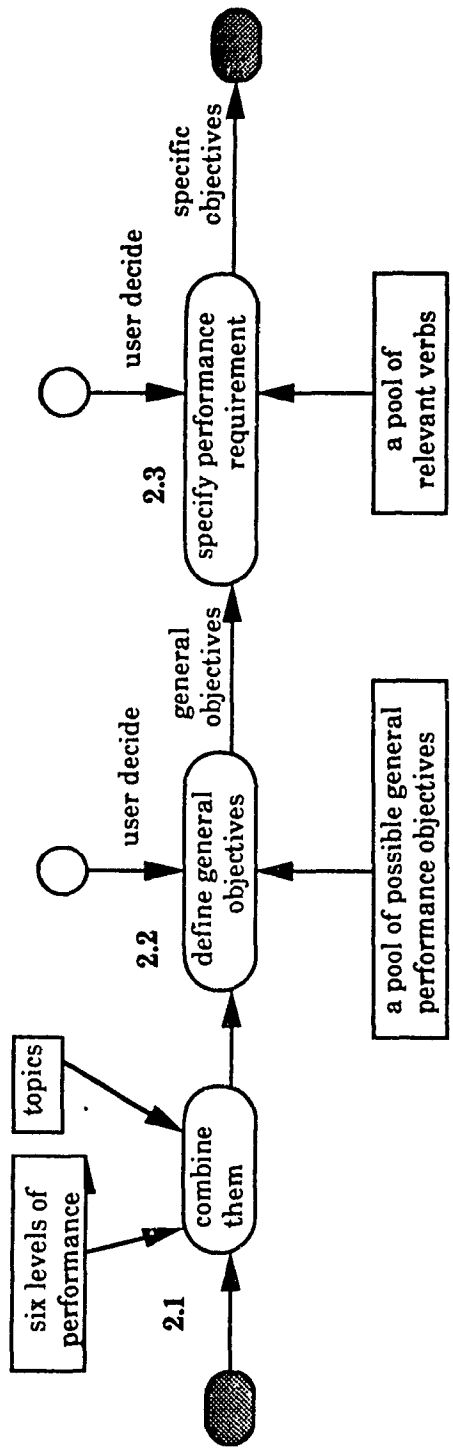 six levels of
performance
topics
2.1
combine
them
2.2
user decide
define general
objectives
a pool of possible general
performance objectives
general
objectives
2.3
user decide
specify performance
requirement
a pool of
relevant verbs
specific
objectives